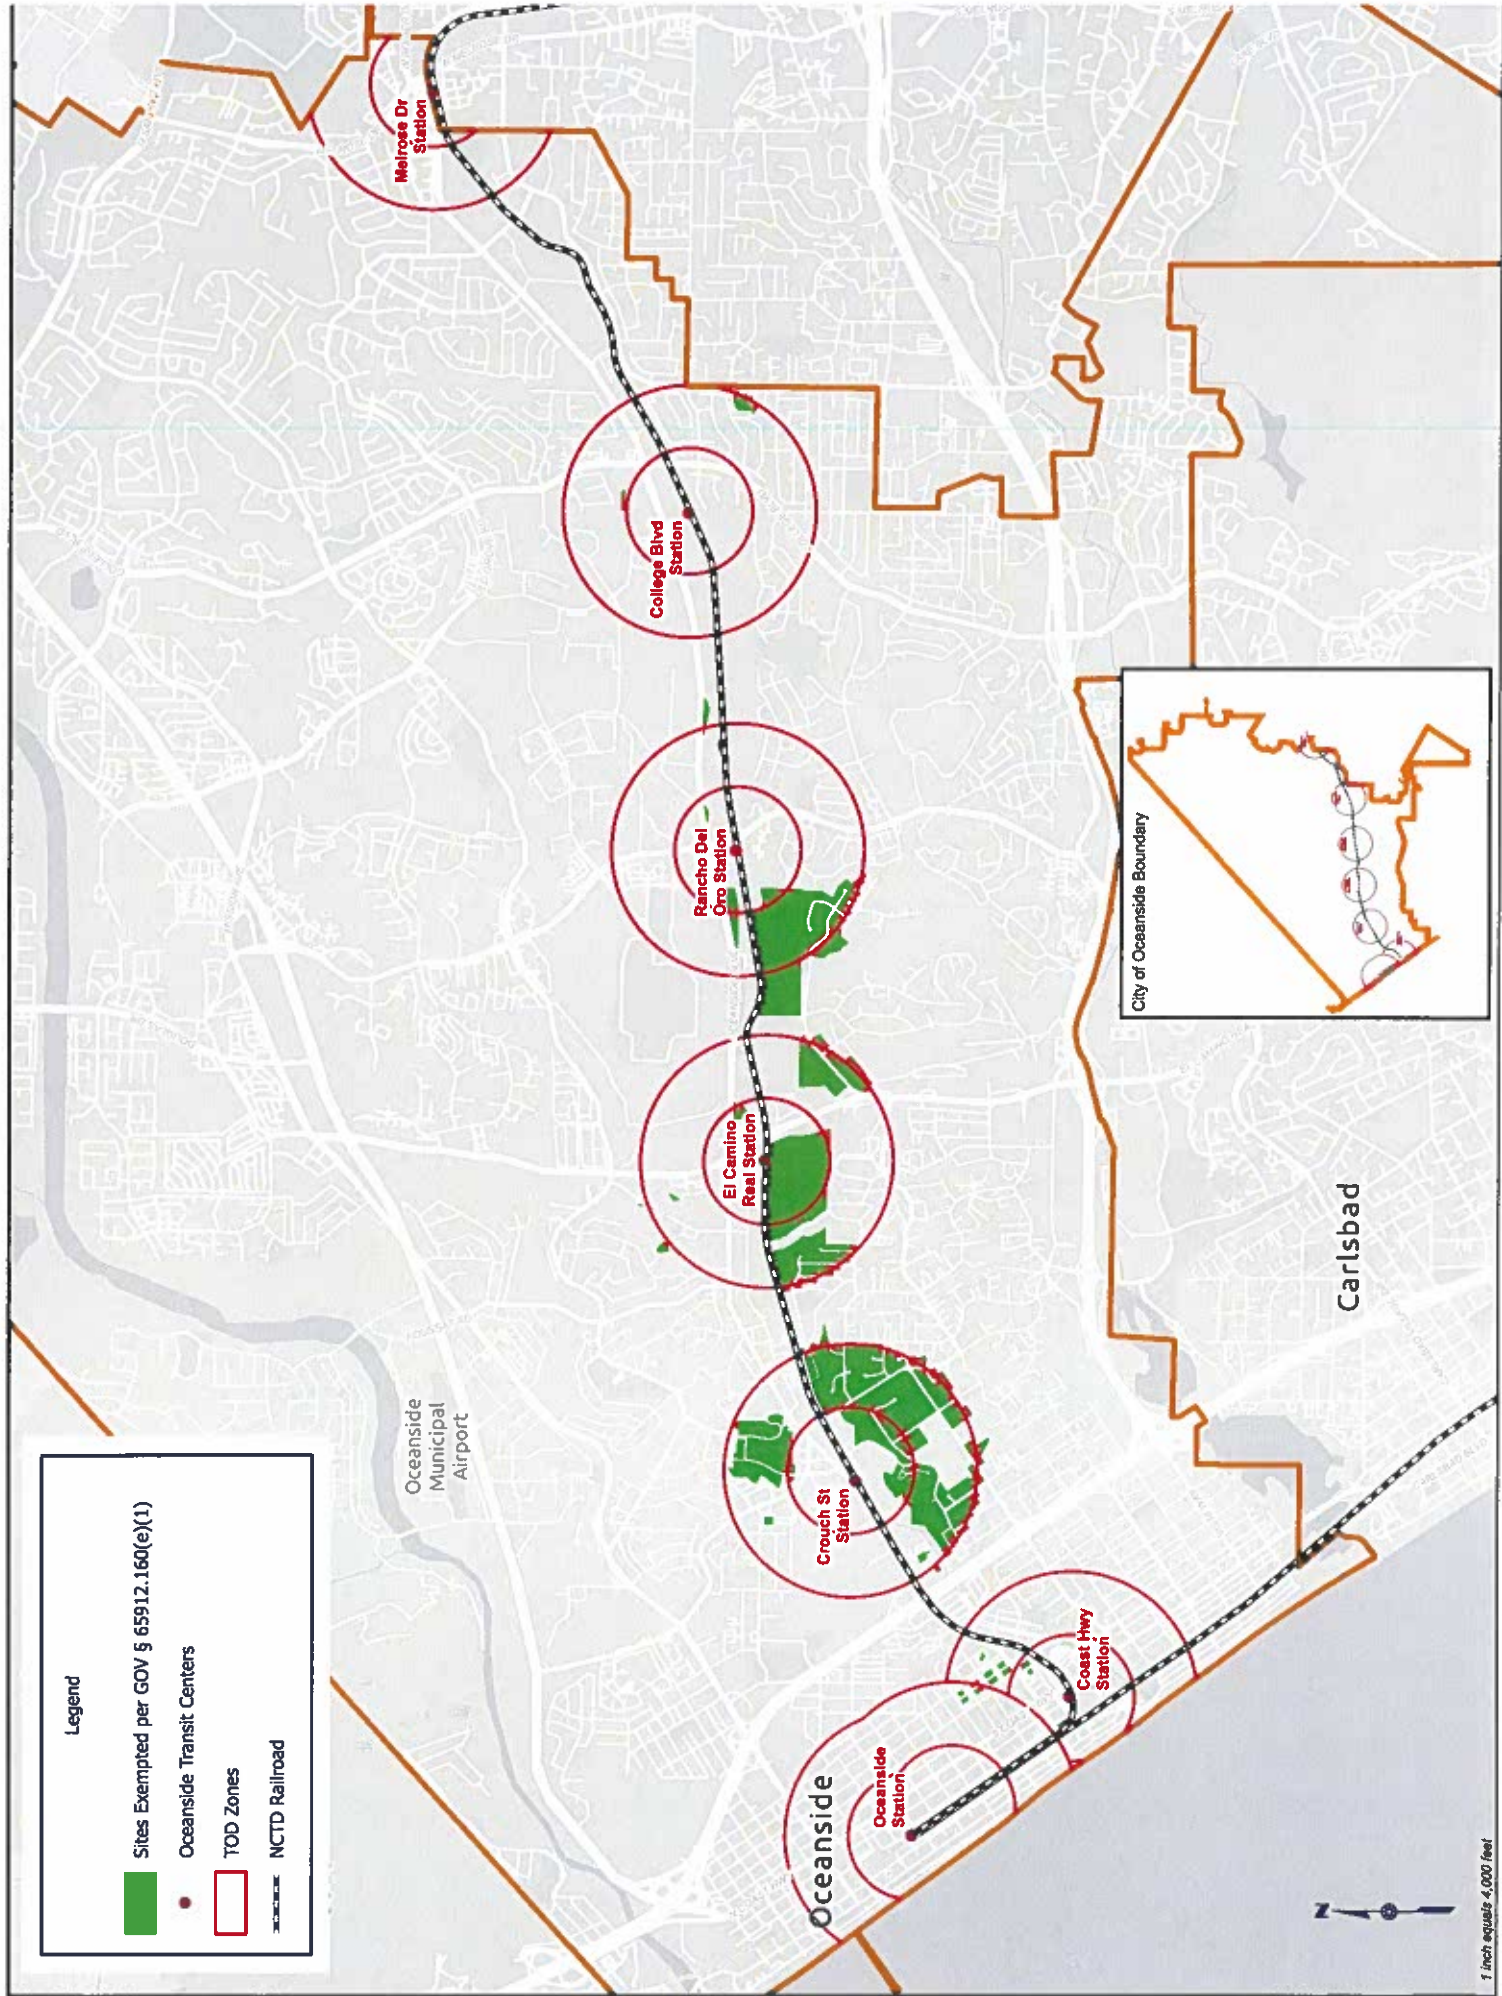 Legend
Sites Exempted per GOV § 65912.160(e)(1)
Oceanside Transit Centers
TOD Zones
NCTD Railroad
Oceanside
Municipal
Airport
Melrose Dr
Station
College Blvd
Station
Rancho Del
Oro Station
El Camino
Real Station
Crouch St
Station
Coast Hwy
Station
Oceanside
Station
Oceanside
Carlsbad
City of Oceanside Boundary
N
1 inch equals 4,000 feet